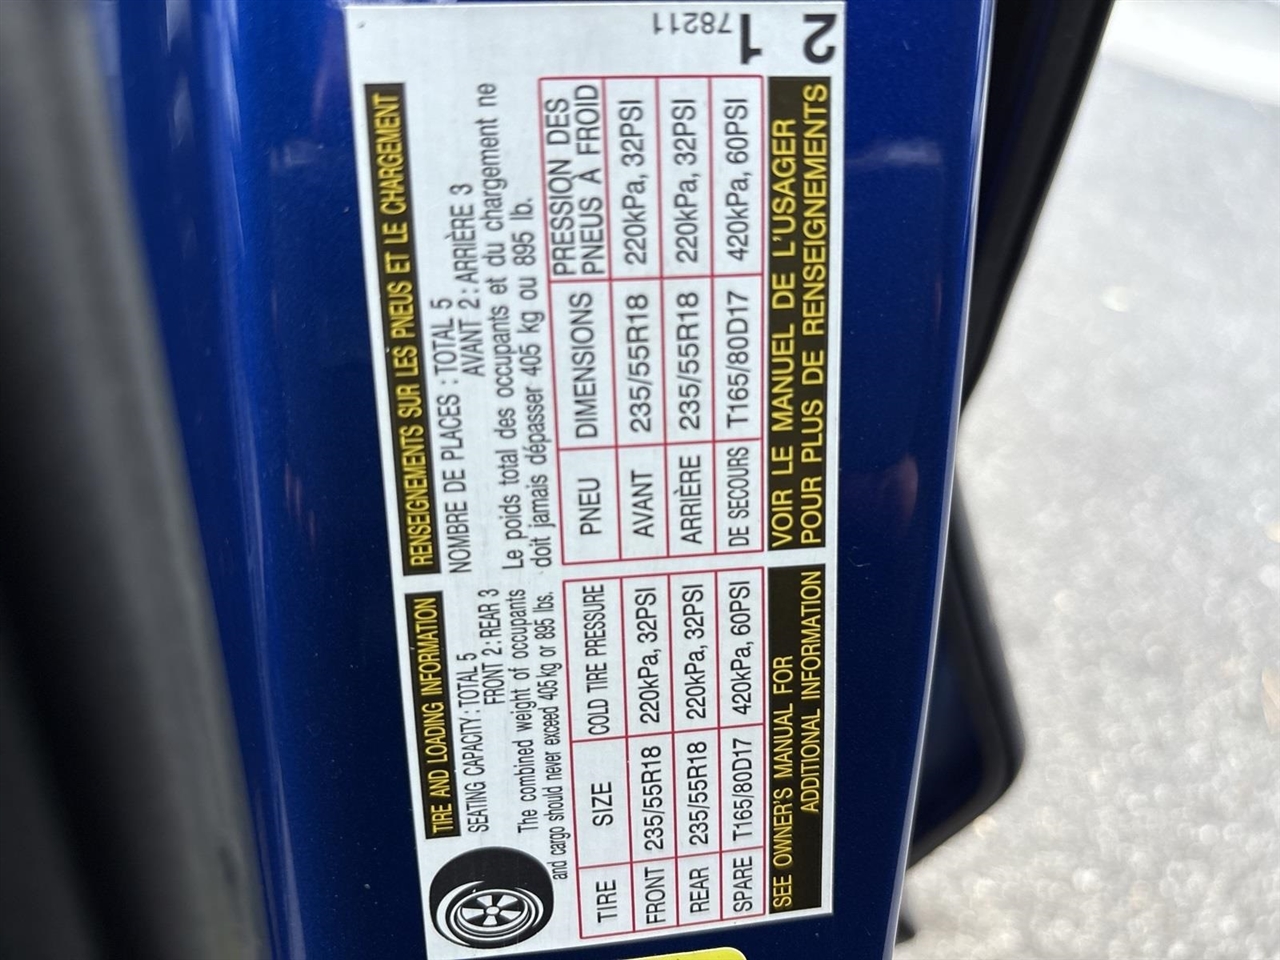 TIRE AND LOADING INFORMATION
SEATING CAPACITY : TOTAL 5
FRONT 2 : REAR 3
The combined weight of occupants
and cargo should never exceed 405 kg or 895 lbs.
TIRE SIZE COLD TIRE PRESSURE
FRONT 235/55R18 220kPa, 32PSI
REAR 235/55R18 220kPa, 32PSI
SPARE T165/80D17 420kPa, 60PSI
SEE OWNER'S MANUAL FOR
ADDITIONAL INFORMATION
RENSEIGNEMENTS SUR LES PNEUS ET LE CHARGEMENT
NOMBRE DE PLACES : TOTAL 5
AVANT 2 : ARRIÈRE 3
Le poids total des occupants et du chargement ne
doit jamais dépasser 405 kg ou 895 lb.
PNEU DIMENSIONS PRESSION DES
PNEUS À FROID
AVANT 235/55R18 220kPa, 32PSI
ARRIÈRE 235/55R18 220kPa, 32PSI
DE SECOURS T165/80D17 420kPa, 60PSI
VOIR LE MANUEL DE L'USAGER
POUR PLUS DE RENSEIGNEMENTS
78211
1
2